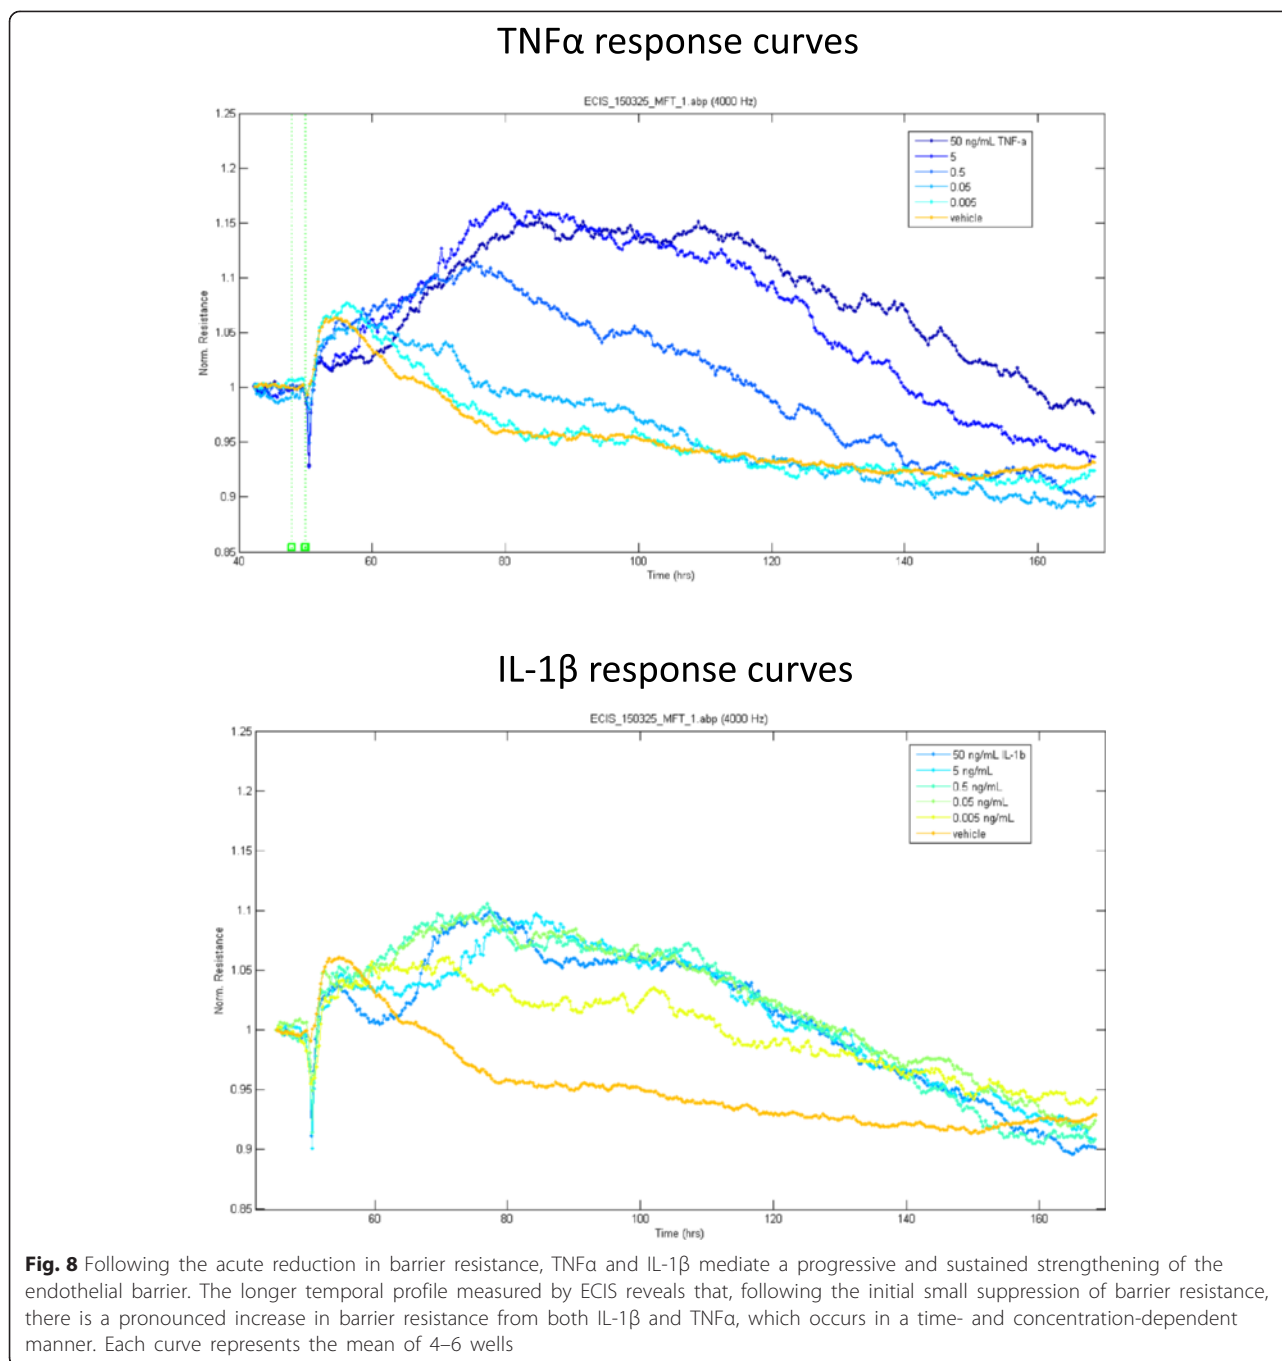 TNFα response curves
ECIS_150325_MFT_1.abp (4000 Hz)
1.25
1.2
1.15
1.1
1.05
1
0.95
0.9
0.85
Norm. Resistance
50 ng/mL TNF-a
5
0.5
0.05
0.005
vehicle
40 60 80 100 120 140 160
Time (hrs)
IL-1β response curves
ECIS_150325_MFT_1.abp (4000 Hz)
1.25
1.2
1.15
1.1
1.05
1
0.95
0.9
0.85
Norm. Resistance
50 ng/mL IL-1b
5 ng/mL
0.5 ng/mL
0.05 ng/mL
0.005 ng/mL
vehicle
60 80 100 120 140 160
Time (hrs)
Fig. 8 Following the acute reduction in barrier resistance, TNFα and IL-1β mediate a progressive and sustained strengthening of the
endothelial barrier. The longer temporal profile measured by ECIS reveals that, following the initial small suppression of barrier resistance,
there is a pronounced increase in barrier resistance from both IL-1β and TNFα, which occurs in a time- and concentration-dependent
manner. Each curve represents the mean of 4–6 wells